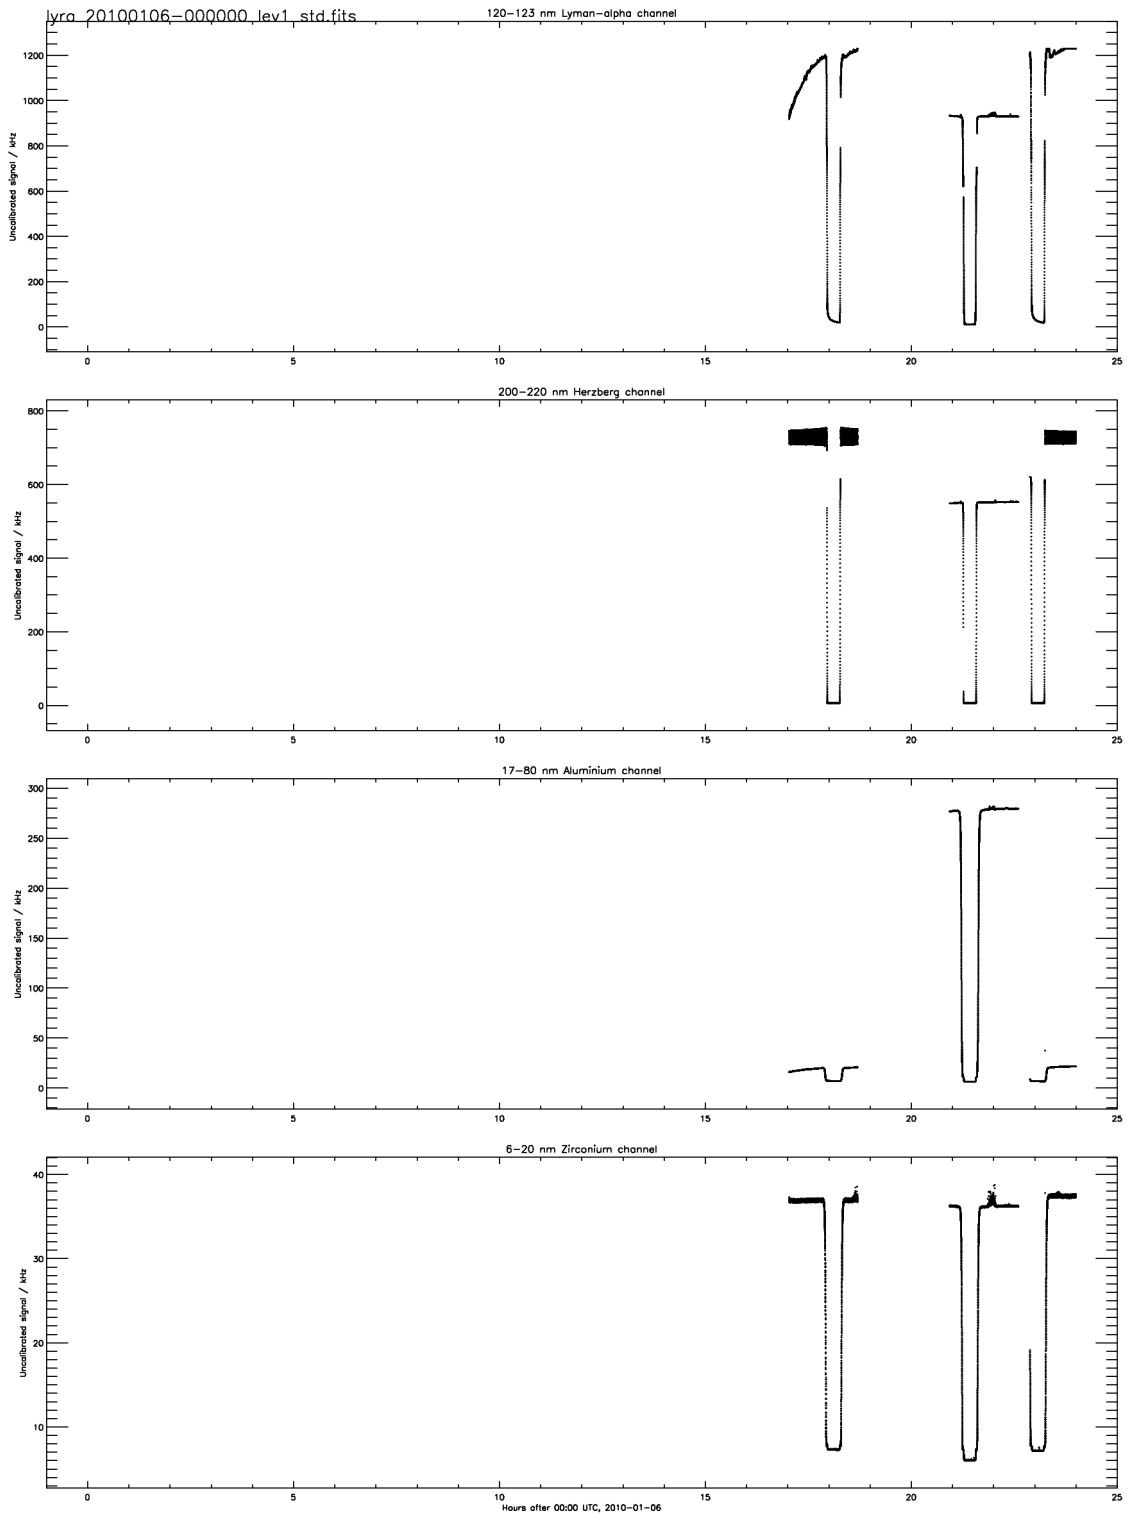 lyra_20100106-000000_lev1_std.fits
120-123 nm Lyman-alpha channel
Uncalibrated signal / kHz
1200
1000
800
600
400
200
0
0 5 10 15 20 25
200-220 nm Herzberg channel
Uncalibrated signal / kHz
800
600
400
200
0
0 5 10 15 20 25
17-80 nm Aluminium channel
Uncalibrated signal / kHz
300
250
200
150
100
50
0
0 5 10 15 20 25
6-20 nm Zirconium channel
Uncalibrated signal / kHz
40
30
20
10
0 5 10 15 20 25
Hours after 00:00 UTC, 2010-01-06